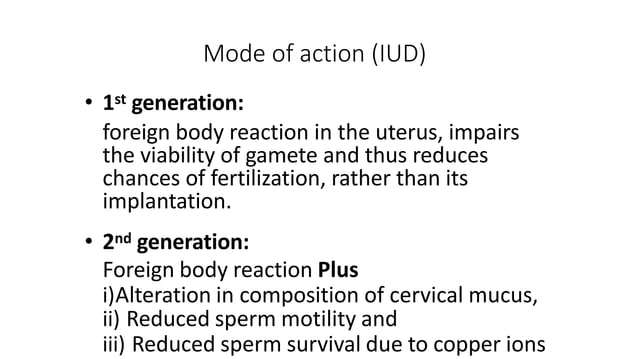 Mode of action (IUD)
• 1st generation:
foreign body reaction in the uterus, impairs
the viability of gamete and thus reduces
chances of fertilization, rather than its
implantation.
• 2nd generation:
Foreign body reaction Plus
i)Alteration in composition of cervical mucus,
ii) Reduced sperm motility and
iii) Reduced sperm survival due to copper ions